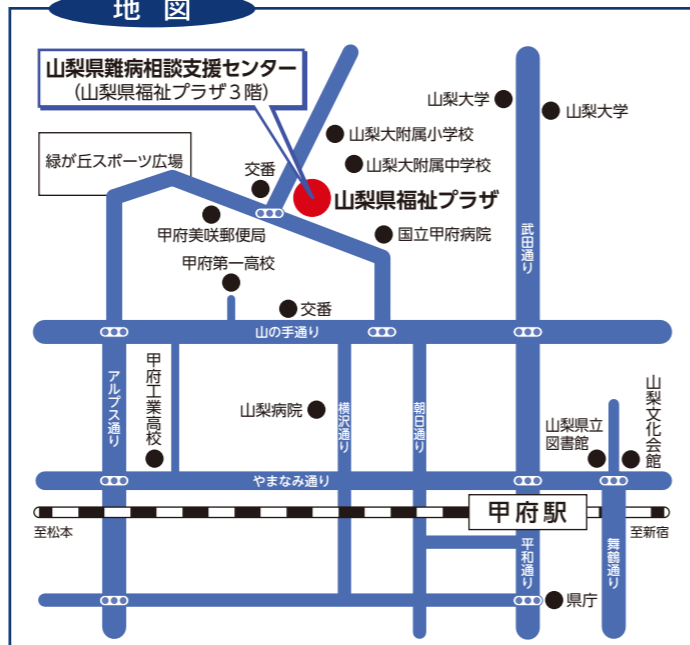 地図
山梨県難病相談支援センター
（山梨県福祉プラザ３階）
山梨大学
山梨大学
山梨大附属小学校
緑が丘スポーツ広場
交番
山梨大附属中学校
山梨県福祉プラザ
甲府美咲郵便局
国立甲府病院
武田通り
甲府第一高校
交番
山の手通り
アルプス通り
甲府工業高校
山梨病院
横沢通り
朝日通り
山梨県立
図書館
山梨文化会館
やまなみ通り
甲府駅
至松本
至新宿
平和通り
舞鶴通り
県庁